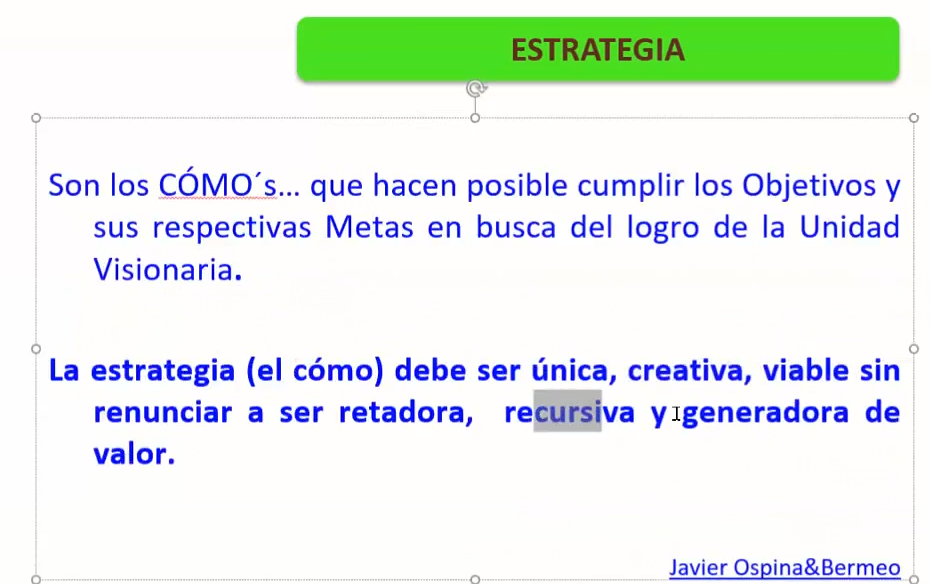 ESTRATEGIA
Son los CÓMO´s... que hacen posible cumplir los Objetivos y
sus respectivas Metas en busca del logro de la Unidad
Visionaria.
La estrategia (el cómo) debe ser única, creativa, viable sin
renunciar a ser retadora, recursiva y generadora de
valor.
Javier Ospina&Bermeo